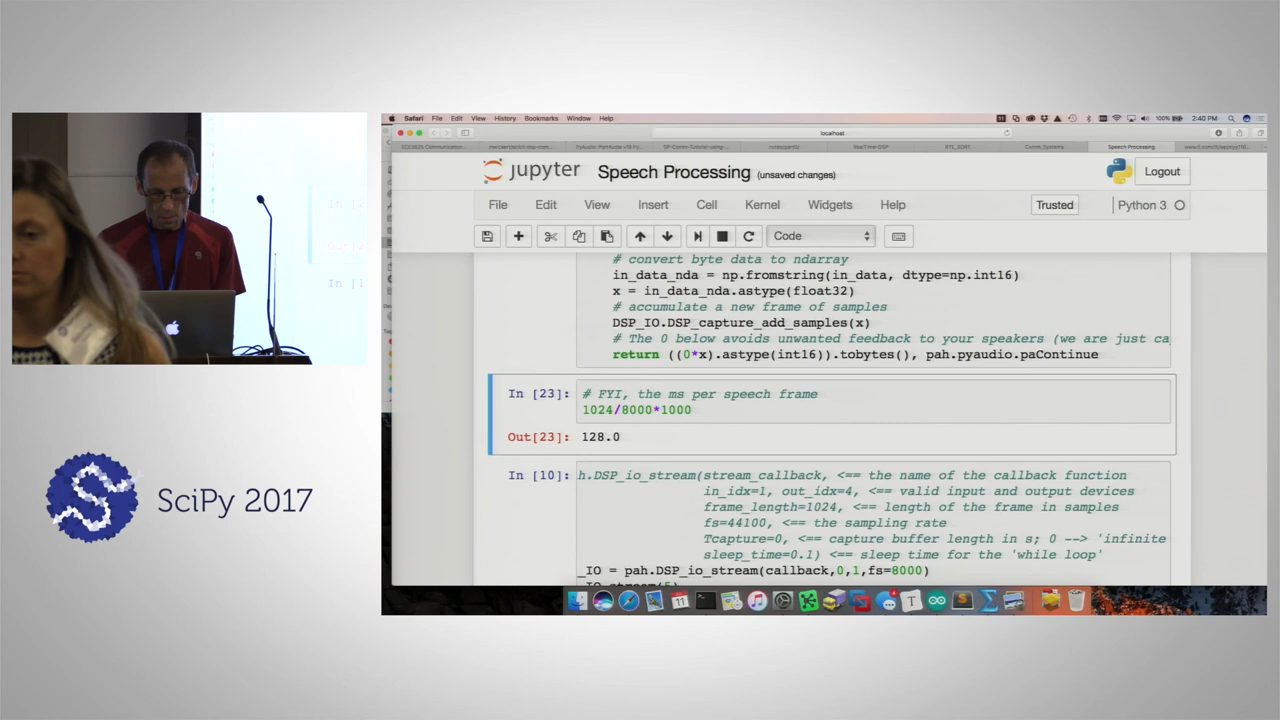 Safari File Edit View History Bookmarks Window Help
100% 2:40 PM
localhost
RealTime-DSP
Comm_Systems
Speech Processing
jupyter Speech Processing (unsaved changes)
Logout
File Edit View Insert Cell Kernel Widgets Help
Trusted
Python 3
Code
# convert byte data to ndarray
in_data_nda = np.fromstring(in_data, dtype=np.int16)
x = in_data_nda.astype(float32)
# accumulate a new frame of samples
DSP_IO.DSP_capture_add_samples(x)
# The 0 below avoids unwanted feedback to your speakers (we are just ca
return ((0*x).astype(int16)).tobytes(), pah.pyaudio.paContinue
In [23]: # FYI, the ms per speech frame
1024/8000*1000
Out[23]: 128.0
In [10]: h.DSP_io_stream(stream_callback, <== the name of the callback function
in_idx=1, out_idx=4, <== valid input and output devices
frame_length=1024, <== length of the frame in samples
fs=44100, <== the sampling rate
Tcapture=0, <== capture buffer length in s; 0 --> 'infinite
sleep_time=0.1) <== sleep time for the 'while loop'
_IO = pah.DSP_io_stream(callback,0,1,fs=8000)
SciPy 2017